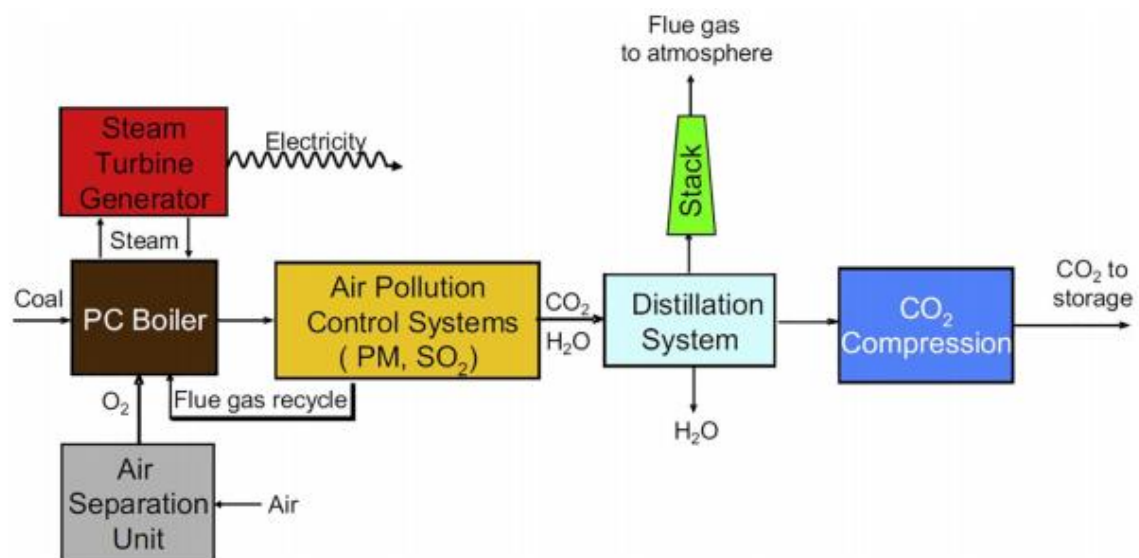 Flue gas
to atmosphere
Stack
Steam
Turbine
Generator
Electricity
Steam
Coal
PC Boiler
Air Pollution
Control Systems
( PM, SO₂)
CO₂
H₂O
Distillation
System
CO₂
Compression
CO₂ to
storage
O₂
Flue gas recycle
H₂O
Air
Separation
Unit
Air